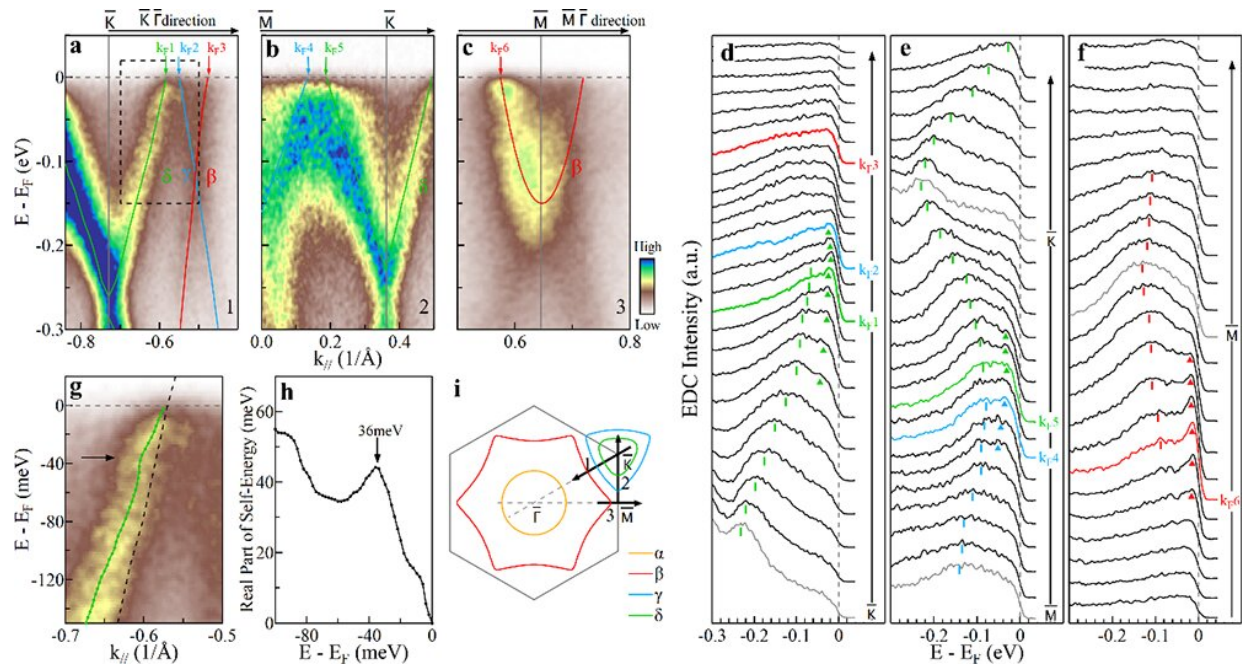 K̅ K̅ Γ̅ direction
M̅ K̅
M̅ M̅ Γ̅ direction
a kF1 kF2 kF3
b kF4 kF5
c kF6
d e f
E - EF (eV)
0
-0.1
-0.2
-0.3
δ β
δ
β
1 2 3
High
Low
-0.8 -0.6 -0.4
0.0 0.2 0.4
0.6 0.8
k// (1/Å)
EDC Intensity (a.u.)
kF3
kF2
kF1
K̅
K̅
kF5
kF4
M̅
M̅
kF6
-0.3 -0.2 -0.1 0
-0.2 -0.1 0
-0.2 -0.1 0
E - EF (eV)
g
E - EF (meV)
0
-40
-80
-120
-0.7 -0.6 -0.5
k// (1/Å)
h
Real Part of Self-Energy (meV)
60
40
20
0
36meV
-80 -40 0
E - EF (meV)
i
1
K̅
2
Γ̅
3 M̅
α
β
γ
δ